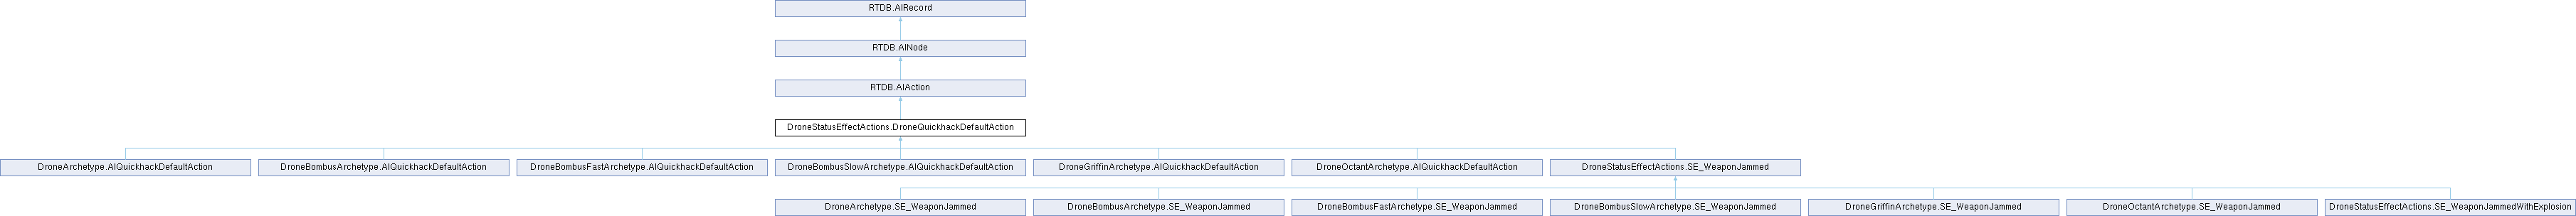 RTDB.AIRecord
RTDB.AINode
RTDB.AIAction
DroneStatusEffectActions.DroneQuickhackDefaultAction
DroneArchetype.AIQuickhackDefaultAction
DroneBombusArchetype.AIQuickhackDefaultAction
DroneBombusFastArchetype.AIQuickhackDefaultAction
DroneBombusSlowArchetype.AIQuickhackDefaultAction
DroneGriffinArchetype.AIQuickhackDefaultAction
DroneOctantArchetype.AIQuickhackDefaultAction
DroneStatusEffectActions.SE_WeaponJammed
DroneArchetype.SE_WeaponJammed
DroneBombusArchetype.SE_WeaponJammed
DroneBombusFastArchetype.SE_WeaponJammed
DroneBombusSlowArchetype.SE_WeaponJammed
DroneGriffinArchetype.SE_WeaponJammed
DroneOctantArchetype.SE_WeaponJammed
DroneStatusEffectActions.SE_WeaponJammedWithExplosion